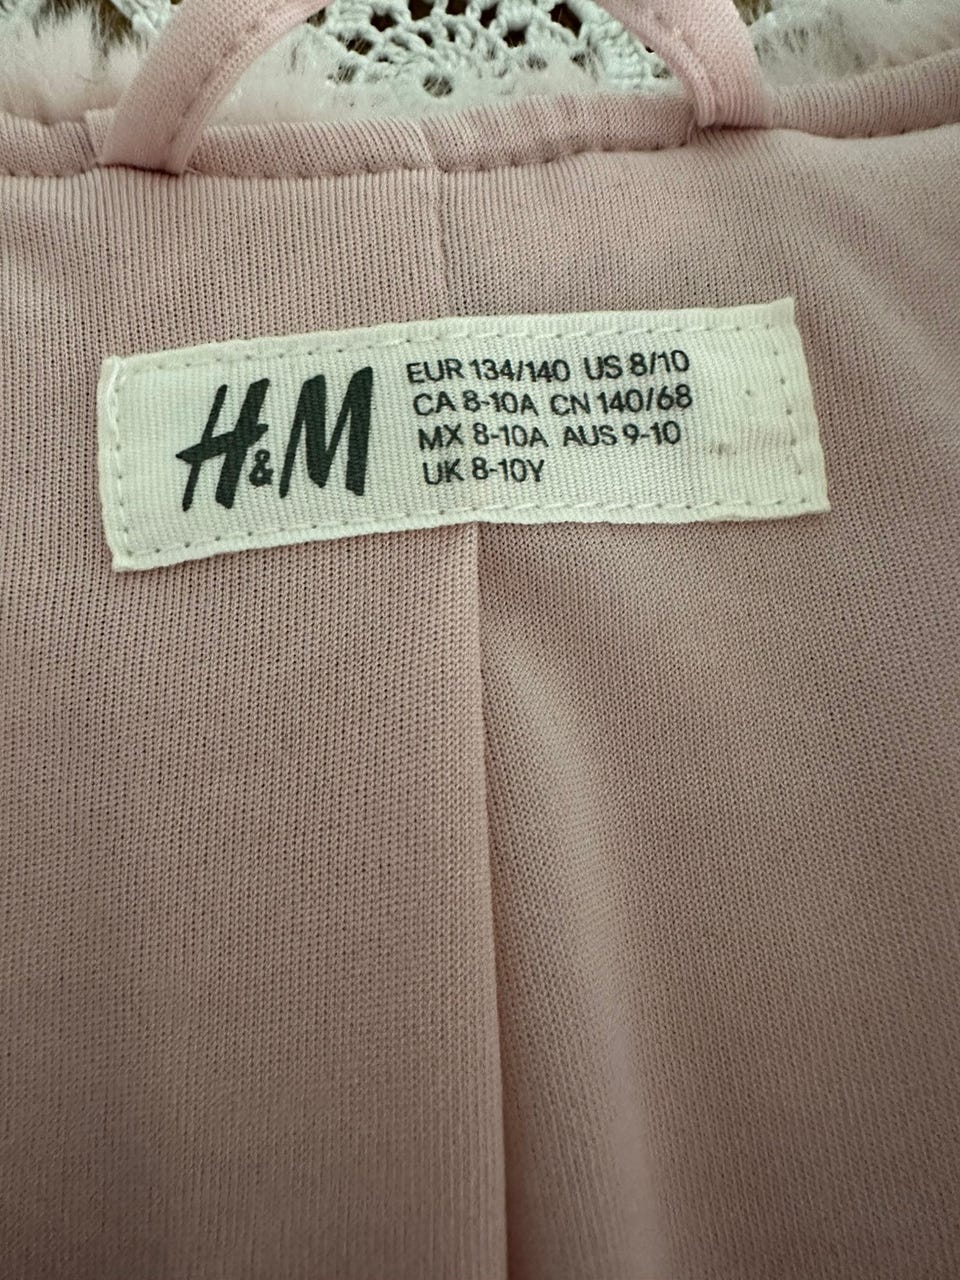 H&M
EUR 134/140 US 8/10
CA 8-10A CN 140/68
MX 8-10A AUS 9-10
UK 8-10Y